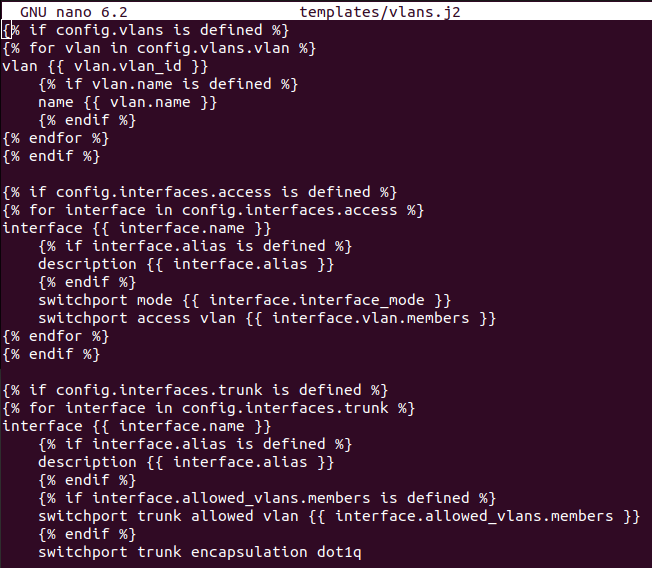 GNU nano 6.2 templates/vlans.j2
{% if config.vlans is defined %}
{% for vlan in config.vlans.vlan %}
vlan {{ vlan.vlan_id }}
    {% if vlan.name is defined %}
    name {{ vlan.name }}
    {% endif %}
{% endfor %}
{% endif %}

{% if config.interfaces.access is defined %}
{% for interface in config.interfaces.access %}
interface {{ interface.name }}
    {% if interface.alias is defined %}
    description {{ interface.alias }}
    {% endif %}
    switchport mode {{ interface.interface_mode }}
    switchport access vlan {{ interface.vlan.members }}
{% endfor %}
{% endif %}

{% if config.interfaces.trunk is defined %}
{% for interface in config.interfaces.trunk %}
interface {{ interface.name }}
    {% if interface.alias is defined %}
    description {{ interface.alias }}
    {% endif %}
    {% if interface.allowed_vlans.members is defined %}
    switchport trunk allowed vlan {{ interface.allowed_vlans.members }}
    {% endif %}
    switchport trunk encapsulation dot1q